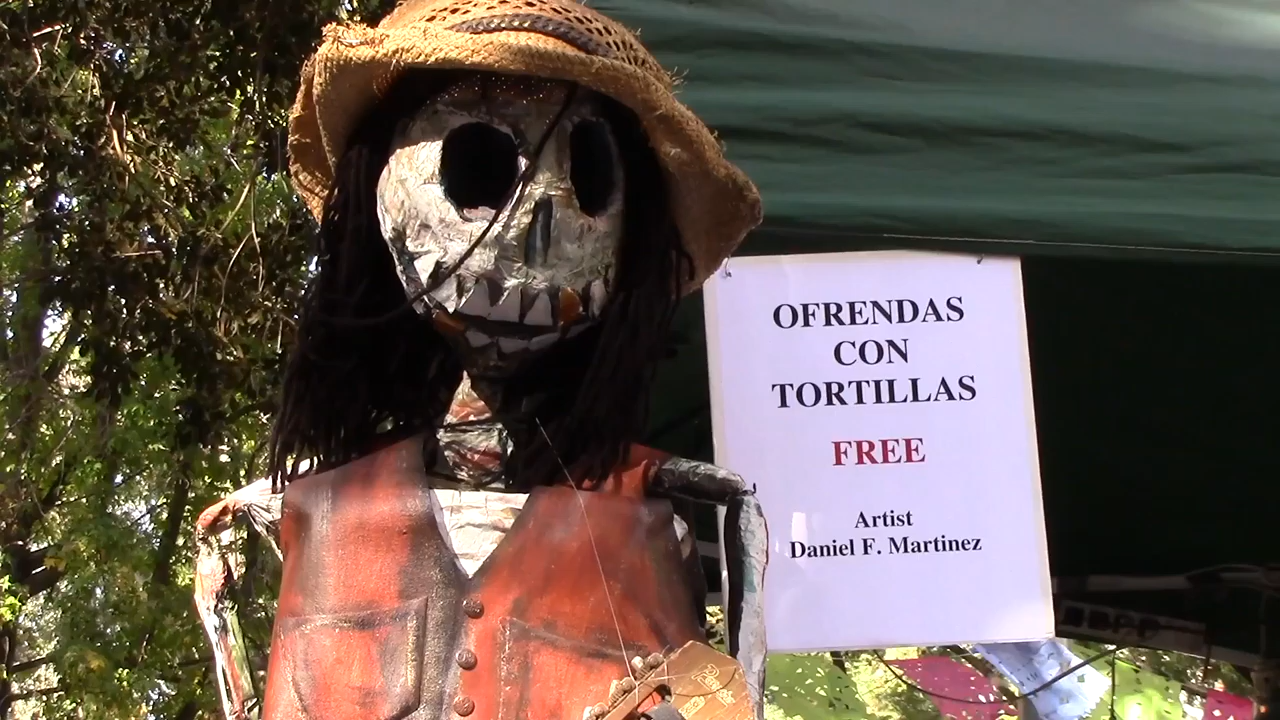 OFRENDAS
CON
TORTILLAS
FREE
Artist
Daniel F. Martinez